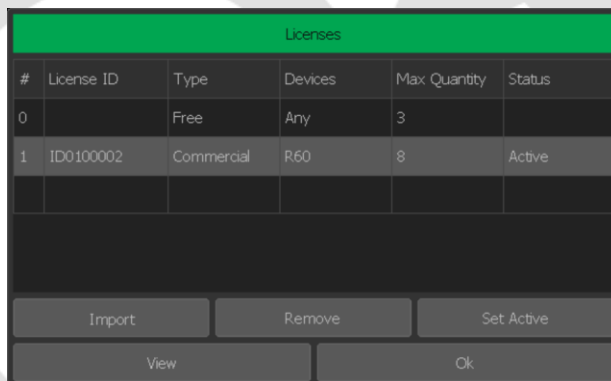 Licenses
# License ID Type Devices Max Quantity Status
0 Free Any 3
1 ID0100002 Commercial R60 8 Active
Import Remove Set Active
View Ok